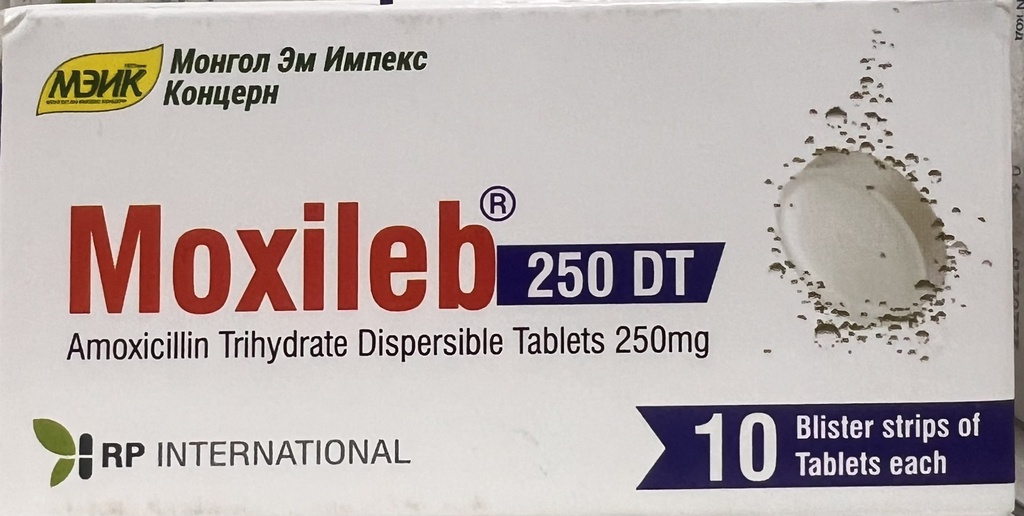 МЭИК
Монгол Эм Импекс
Концерн
Moxileb®
250 DT
Amoxicillin Trihydrate Dispersible Tablets 250mg
RP INTERNATIONAL
10
Blister strips of
Tablets each